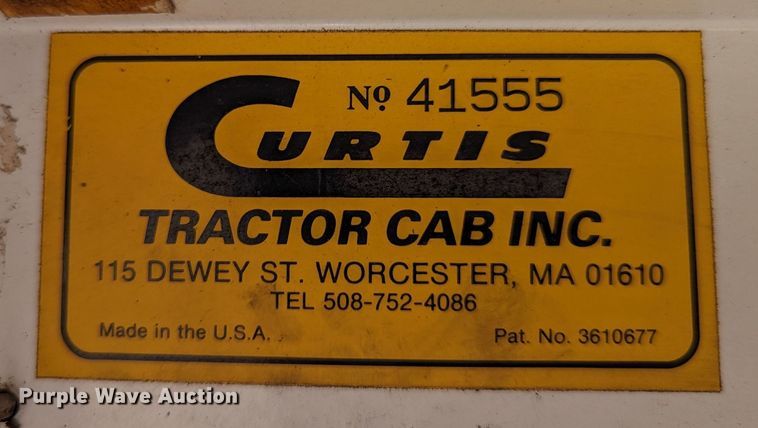 Nº 41555
CURTIS
TRACTOR CAB INC.
115 DEWEY ST. WORCESTER, MA 01610
TEL 508-752-4086
Made in the U.S.A. Pat. No. 3610677
Purple Wave Auction